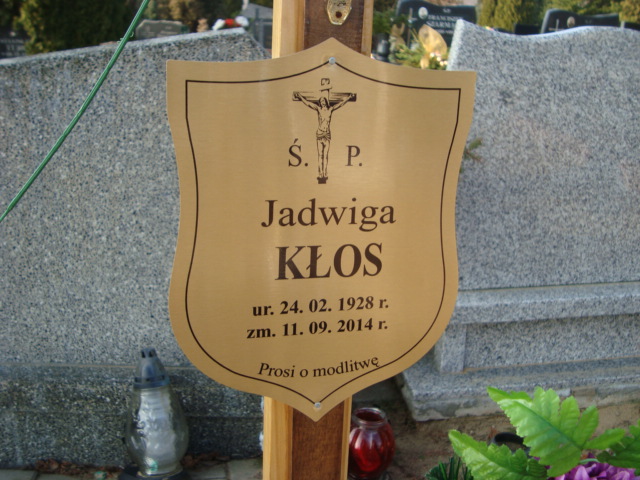 Ś. P.
Jadwiga
KŁOS
ur. 24. 02. 1928 r.
zm. 11. 09. 2014 r.
Prosi o modlitwę